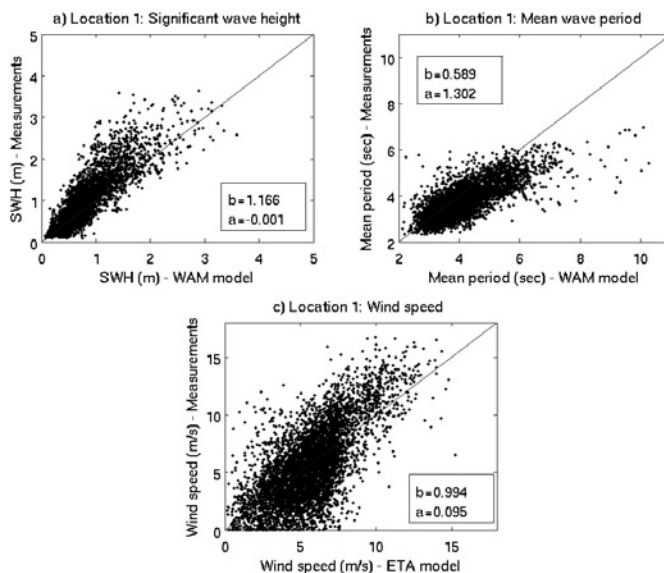 a) Location 1: Significant wave height
5
4
3
2
1
0
SWH (m) - Measurements
b=1.166
a=-0.001
0 1 2 3 4 5
SWH (m) - WAM model
b) Location 1: Mean wave period
10
8
6
4
2
Mean period (sec) - Measurements
b=0.589
a=1.302
2 4 6 8 10
Mean period (sec) - WAM model
c) Location 1: Wind speed
15
10
5
0
Wind speed (m/s) - Measurements
b=0.994
a=0.095
0 5 10 15
Wind speed (m/s) - ETA model